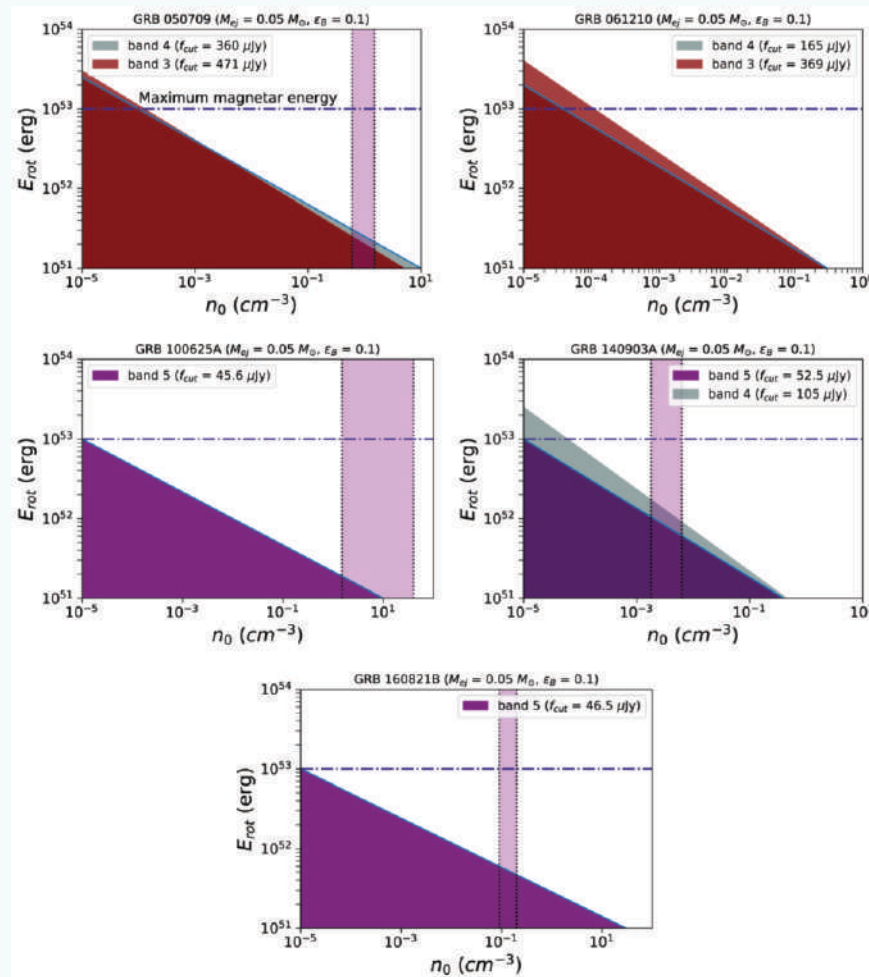 GRB 050709 (M_ej = 0.05 M_⊙, ε_B = 0.1)
band 4 (f_cut = 360 μJy)
band 3 (f_cut = 471 μJy)
Maximum magnetar energy
10^54
10^53
10^52
10^51
E_rot (erg)
10^-5
10^-3
10^-1
10^1
n_0 (cm^-3)
GRB 061210 (M_ej = 0.05 M_⊙, ε_B = 0.1)
band 4 (f_cut = 165 μJy)
band 3 (f_cut = 369 μJy)
10^54
10^53
10^52
10^51
E_rot (erg)
10^-5
10^-4
10^-3
10^-2
10^-1
10^0
n_0 (cm^-3)
GRB 100625A (M_ej = 0.05 M_⊙, ε_B = 0.1)
band 5 (f_cut = 45.6 μJy)
10^54
10^53
10^52
10^51
E_rot (erg)
10^-5
10^-3
10^-1
10^1
n_0 (cm^-3)
GRB 140903A (M_ej = 0.05 M_⊙, ε_B = 0.1)
band 5 (f_cut = 52.5 μJy)
band 4 (f_cut = 105 μJy)
10^54
10^53
10^52
10^51
E_rot (erg)
10^-5
10^-3
10^-1
10^1
n_0 (cm^-3)
GRB 160821B (M_ej = 0.05 M_⊙, ε_B = 0.1)
band 5 (f_cut = 46.5 μJy)
10^54
10^53
10^52
10^51
E_rot (erg)
10^-5
10^-3
10^-1
10^1
n_0 (cm^-3)